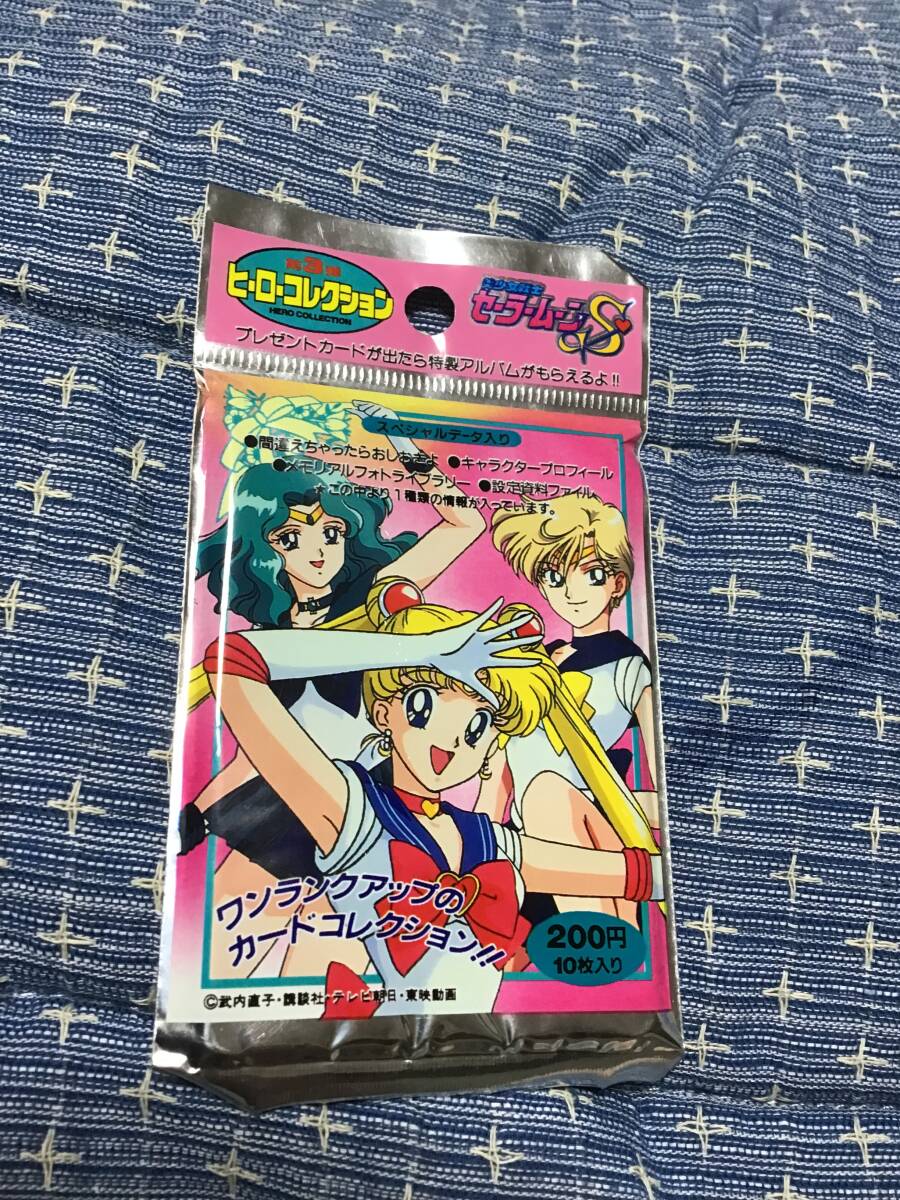 第3弾
ヒーローコレクション
HERO COLLECTION
美少女戦士
セーラームーンS
プレゼントカードが出たら特製アルバムがもらえるよ!!
スペシャルデータ入り
●間違えちゃったらおしおきよ ●キャラクタープロフィール
●メモリアルフォトライブラリー ●設定資料ファイル
★この中より1種類の情報が入っています。
ワンランクアップの
カードコレクション!!
200円
10枚入り
©武内直子・講談社・テレビ朝日・東映動画